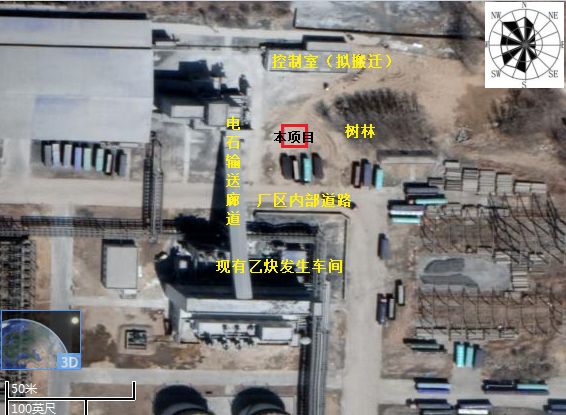 N
NW
NE
W
E
SW
SE
S
控制室（拟搬迁）
电石输送廊道
本项目
树林
厂区内部道路
现有乙炔发生车间
3D
50米
100英尺